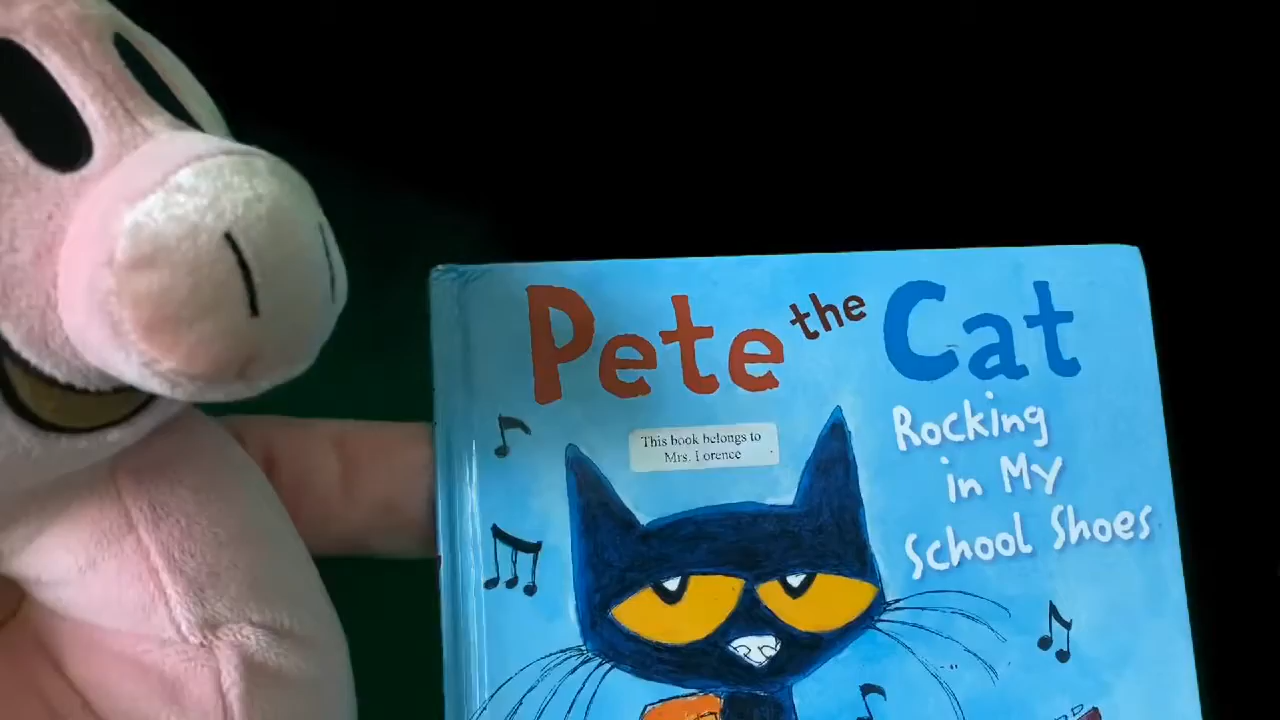 Pete the Cat
This book belongs to
Mrs. Lorence
Rocking
in My
School Shoes